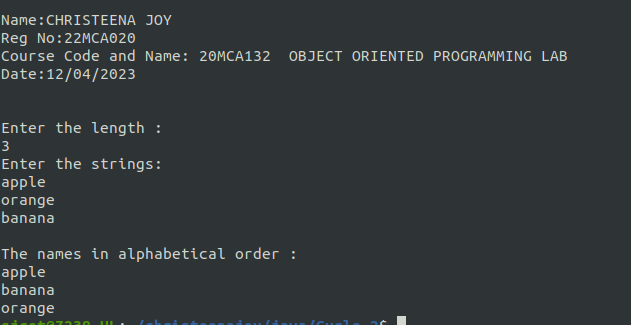 Name:CHRISTEENA JOY
Reg No:22MCA020
Course Code and Name: 20MCA132  OBJECT ORIENTED PROGRAMMING LAB
Date:12/04/2023
Enter the length :
3
Enter the strings:
apple
orange
banana
The names in alphabetical order :
apple
banana
orange